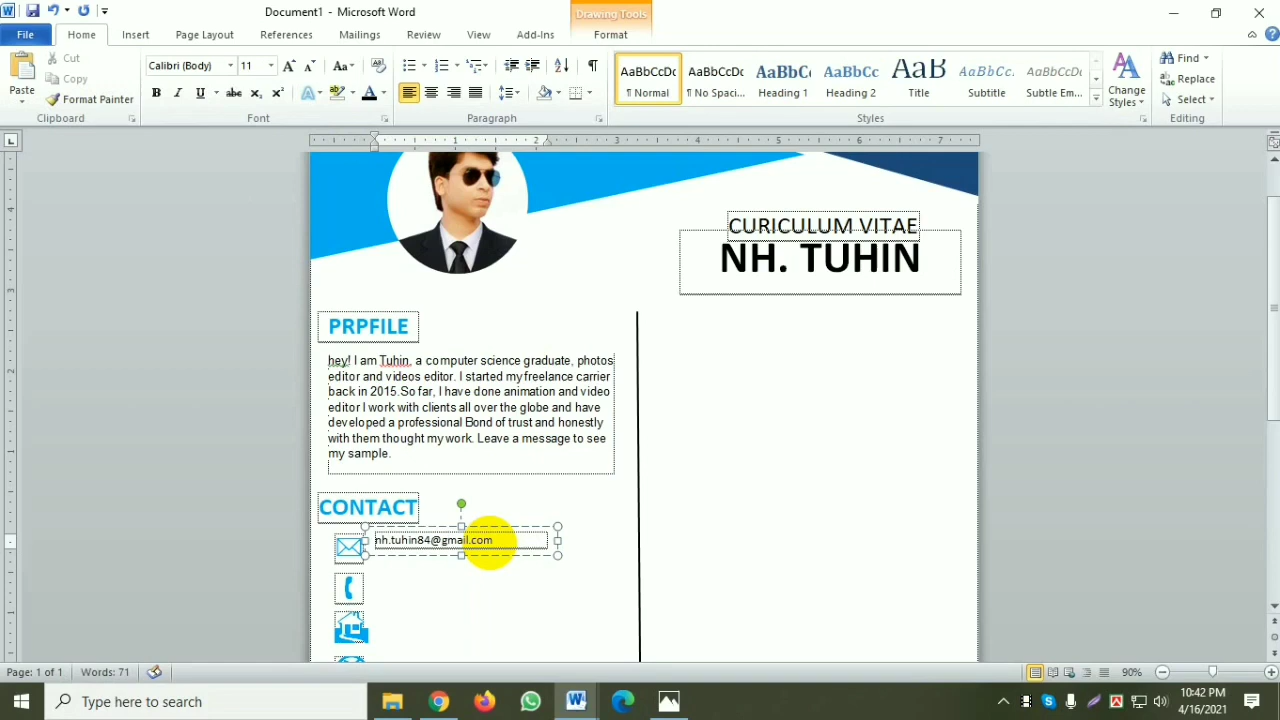 Document1 - Microsoft Word
Drawing Tools
File Home Insert Page Layout References Mailings Review View Add-Ins Format
Paste
Cut
Copy
Format Painter
Calibri (Body) 11
AaBbCcDc AaBbCcDc AaBbCc AaBbCc AaB AaBbCc. AaBbCcDc
¶ Normal ¶ No Spaci... Heading 1 Heading 2 Title Subtitle Subtle Em...
Change
Styles
Find
Replace
Select
Clipboard Font Paragraph Styles Editing
1 2 3 4 5 6 7
CURICULUM VITAE
NH. TUHIN
PRPFILE
hey! I am Tuhin, a computer science graduate, photos
editor and videos editor. I started my freelance carrier
back in 2015.So far, I have done animation and video
editor I work with clients all over the globe and have
developed a professional Bond of trust and honestly
with them thought my work. Leave a message to see
my sample.
CONTACT
nh.tuhin84@gmail.com
Page: 1 of 1 Words: 71 90%
Type here to search
10:42 PM
4/16/2021